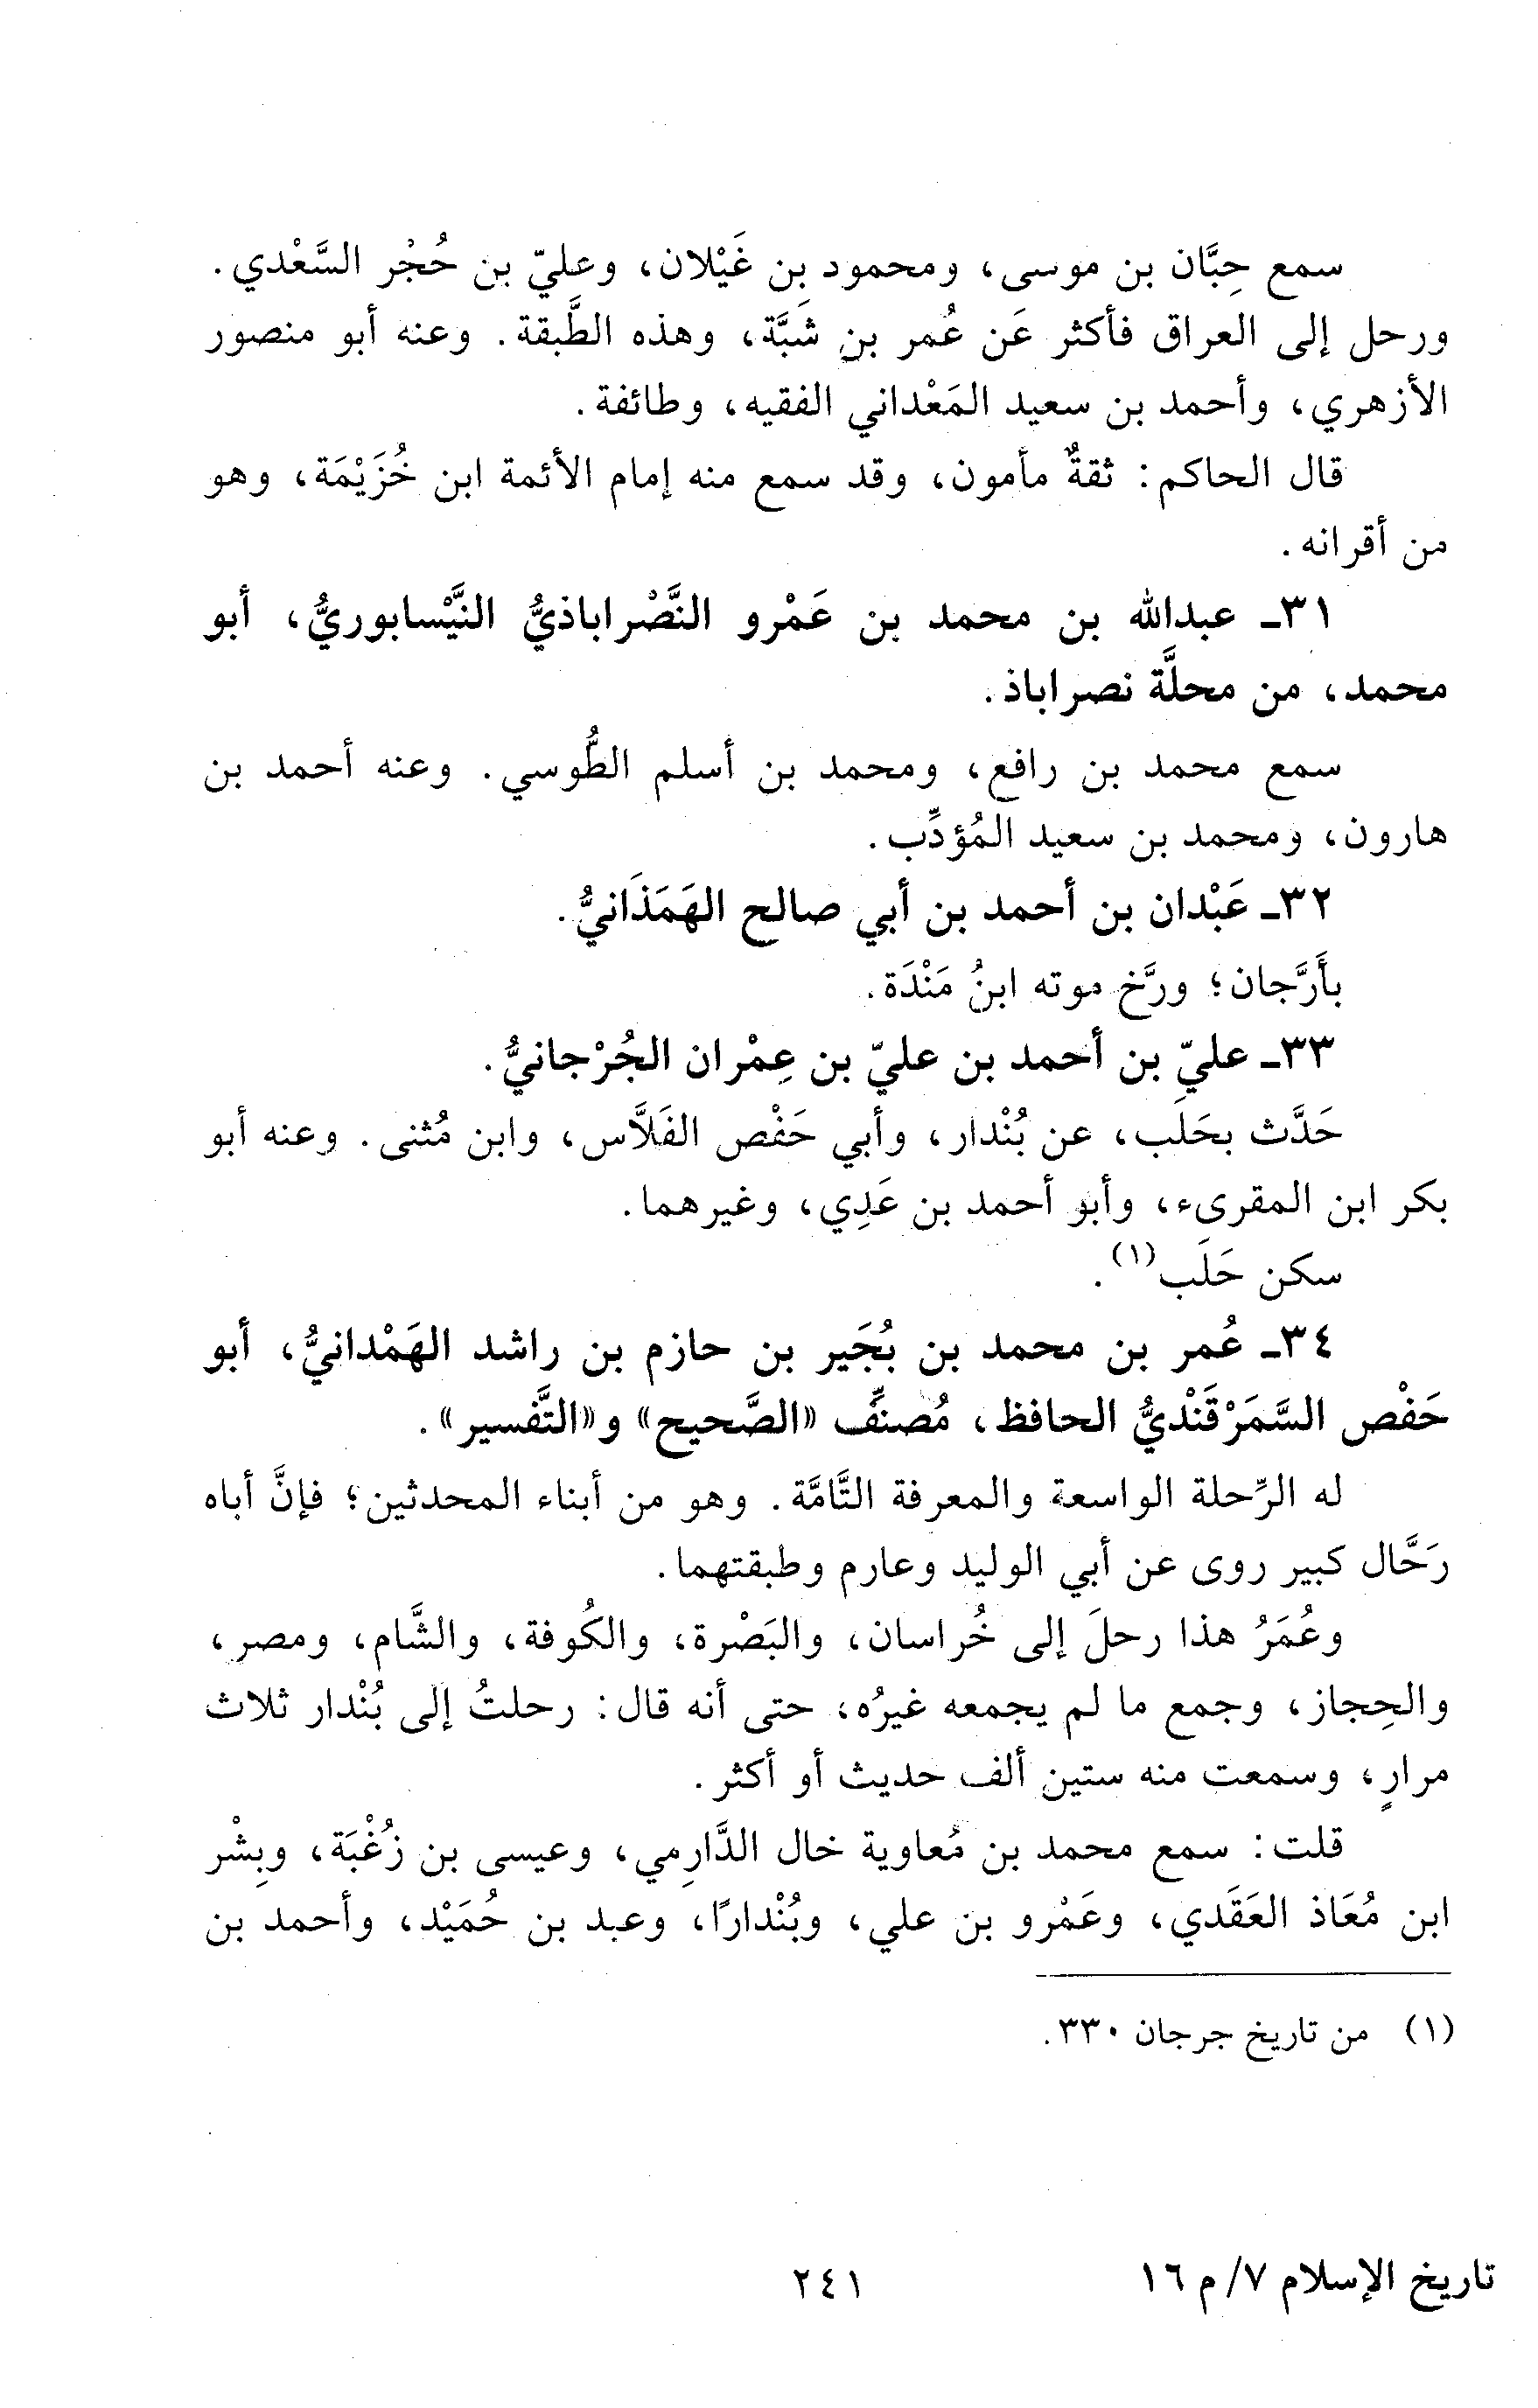 سمع حِبَّان بن موسى، ومحمود بن غَيْلان، وعليّ بن حُجْر السَّعْدي.
ورحل إلى العراق فأكثر عَن عُمر بن شَبَّة، وهذه الطَّبقة. وعنه أبو منصور
الأزهري، وأحمد بن سعيد المَعْداني الفقيه، وطائفة.
قال الحاكم: ثقةٌ مأمون، وقد سمع منه إمام الأئمة ابن خُزَيْمَة، وهو
من أقرانه.
٣١- عبدالله بن محمد بن عَمْرو النَّصْراباذيُّ النَّيْسابوريُّ، أبو
محمد، من محلَّة نصراباذ.
سمع محمد بن رافع، ومحمد بن أسلم الطُّوسي. وعنه أحمد بن
هارون، ومحمد بن سعيد المُؤدِّب.
٣٢- عَبْدان بن أحمد بن أبي صالح الهَمَذَانيُّ.
بأَرَّجان؛ ورَّخ موته ابنُ مَنْدَة.
٣٣- عليّ بن أحمد بن عليّ بن عِمْران الجُرْجانيُّ.
حَدَّث بحَلَب، عن بُنْدار، وأبي حَفْص الفَلاَّس، وابن مُثنى. وعنه أبو
بكر ابن المقرىء، وأبو أحمد بن عَدِي، وغيرهما.
سكن حَلَب(١).
٣٤- عُمر بن محمد بن بُجَير بن حازم بن راشد الهَمْدانيُّ، أبو
حَفْص السَّمَرْقَنْديُّ الحافظ، مُصنِّف «الصَّحيح» و«التَّفسير».
له الرِّحلة الواسعة والمعرفة التَّامَّة. وهو من أبناء المحدثين؛ فإنَّ أباه
رَحَّال كبير روى عن أبي الوليد وعارم وطبقتهما.
وعُمَرُ هذا رحلَ إلى خُراسان، والبَصْرة، والكُوفة، والشَّام، ومصر،
والحِجاز، وجمع ما لم يجمعه غيرُه، حتى أنه قال: رحلتُ إلى بُنْدار ثلاث
مرارٍ، وسمعت منه ستين ألف حديث أو أكثر.
قلت: سمع محمد بن مُعاوية خال الدَّارِمي، وعيسى بن زُغْبَة، وبِشْر
ابن مُعَاذ العَقَدي، وعَمْرو بن علي، وبُنْدارًا، وعبد بن حُمَيْد، وأحمد بن
(١) من تاريخ جرجان ٣٣٠.
تاريخ الإسلام ٧/ م ١٦
٢٤١